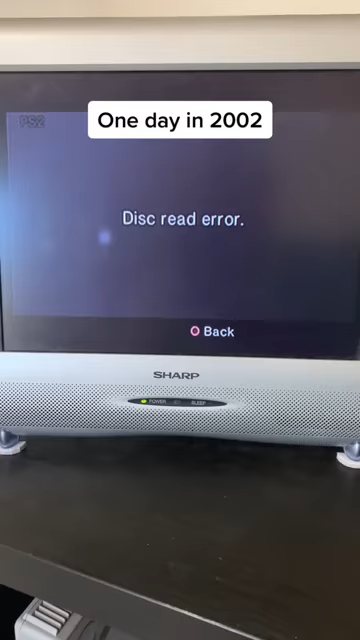 One day in 2002
PS2
Disc read error.
Back
SHARP
POWER
SLEEP